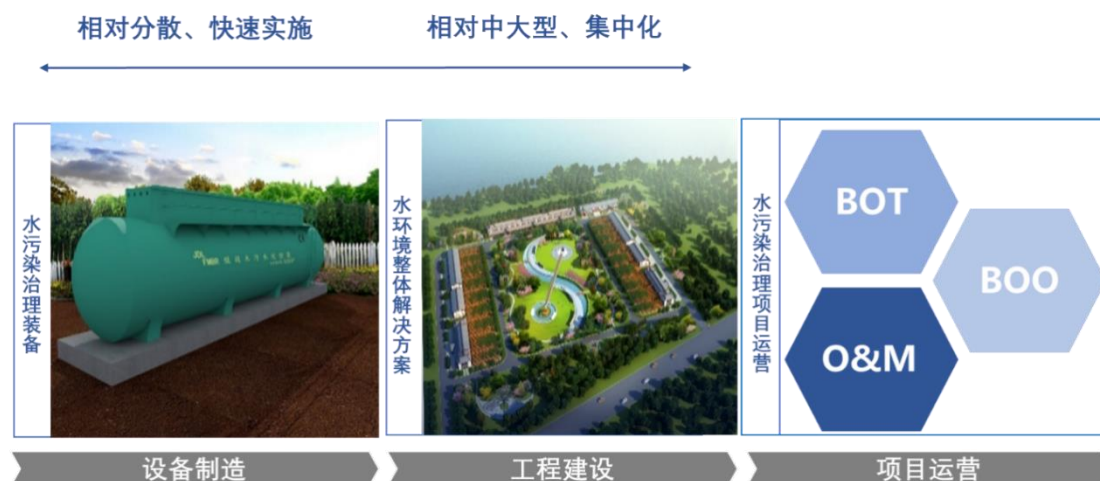 相对分散、快速实施
相对中大型、集中化
水污染治理装备
水环境整体解决方案
水污染治理项目运营
BOT
BOO
O&M
设备制造
工程建设
项目运营